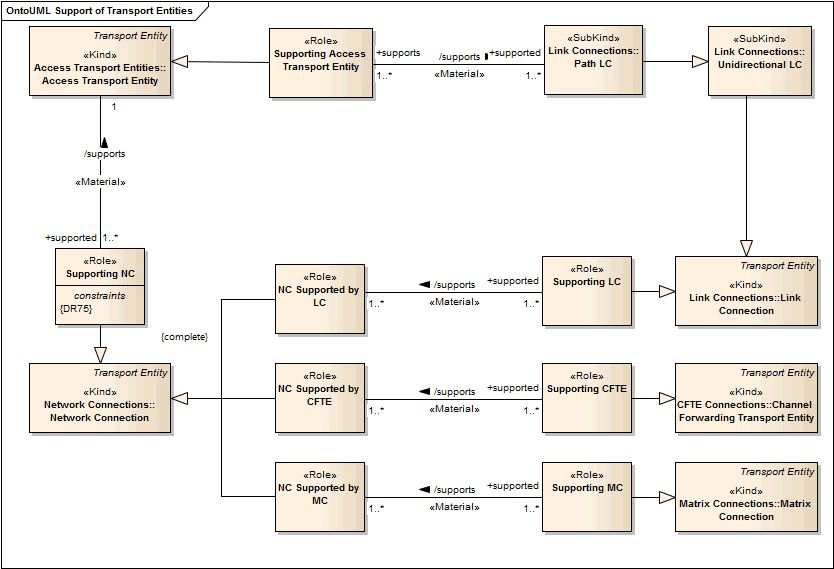 OntoUML Support of Transport Entities
Transport Entity
«Kind»
Access Transport Entities::
Access Transport Entity
«Role»
Supporting Access
Transport Entity
+supports
/supports
+supported
1..*
«Material»
1..*
«SubKind»
Link Connections::
Path LC
«SubKind»
Link Connections::
Unidirectional LC
1
/supports
«Material»
+supported
1..*
«Role»
Supporting NC
constraints
{DR75}
{complete}
Transport Entity
«Kind»
Network Connections::
Network Connection
«Role»
NC Supported by
LC
/supports
+supported
1..*
«Material»
1..*
«Role»
Supporting LC
Transport Entity
«Kind»
Link Connections::Link
Connection
«Role»
NC Supported by
CFTE
/supports
+supported
1..*
«Material»
1..*
«Role»
Supporting CFTE
Transport Entity
«Kind»
CFTE Connections::Channel
Forwarding Transport Entity
«Role»
NC Supported by
MC
/supports
+supported
1..*
«Material»
1..*
«Role»
Supporting MC
Transport Entity
«Kind»
Matrix Connections::Matrix
Connection